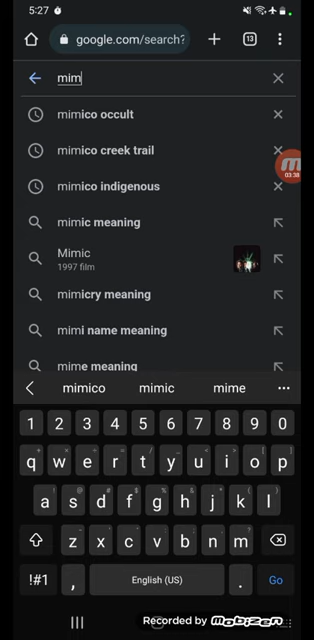 5:27
google.com/search?
13
mim
mimico occult
mimico creek trail
mimico indigenous
mimic meaning
Mimic
1997 film
mimicry meaning
mimi name meaning
mime meaning
03:38
mimico mimic mime
1 2 3 4 5 6 7 8 9 0
q w e r t y u i o p
a s d f g h j k l
z x c v b n m
!#1 , English (US) . Go
Recorded by mobizen